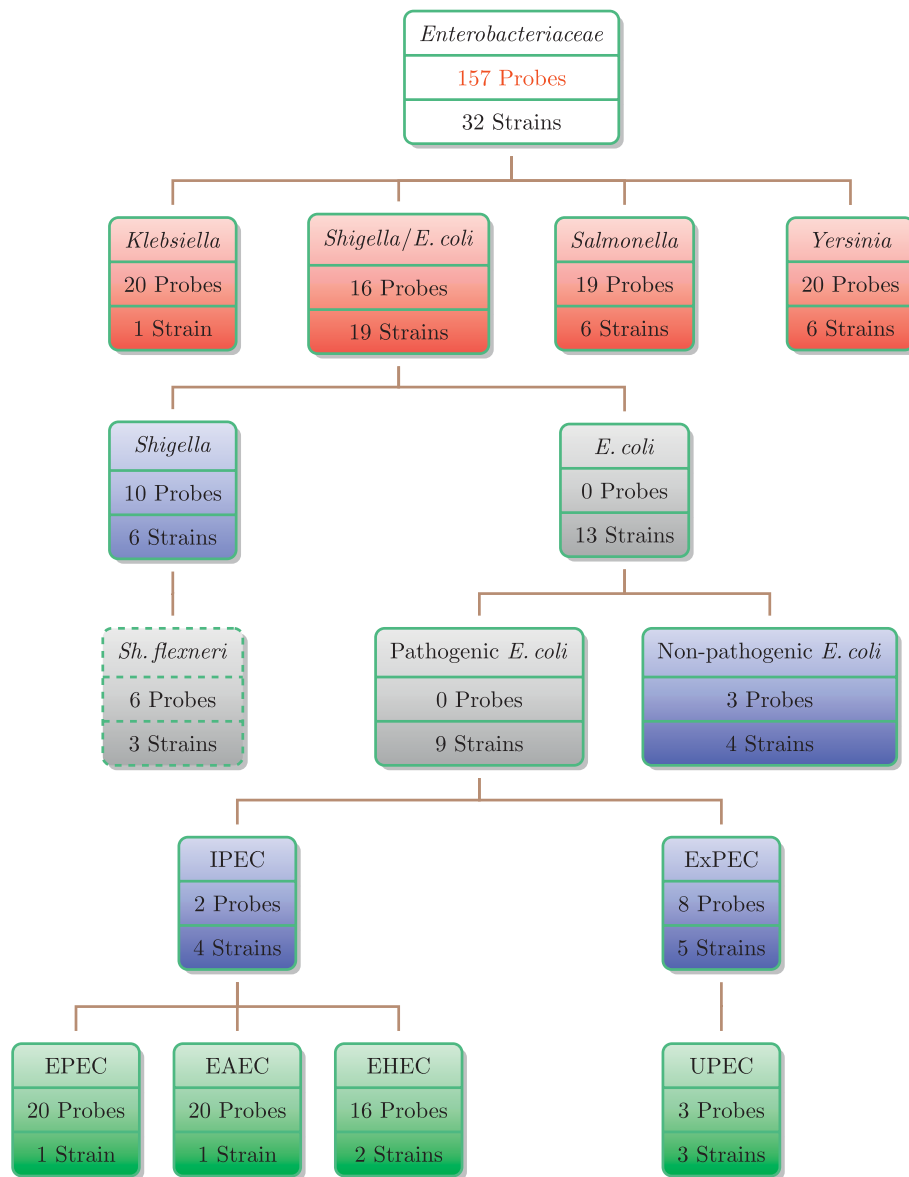 Enterobacteriaceae
157 Probes
32 Strains
Klebsiella
20 Probes
1 Strain
Shigella/E. coli
16 Probes
19 Strains
Salmonella
19 Probes
6 Strains
Yersinia
20 Probes
6 Strains
Shigella
10 Probes
6 Strains
E. coli
0 Probes
13 Strains
Sh. flexneri
6 Probes
3 Strains
Pathogenic E. coli
0 Probes
9 Strains
Non-pathogenic E. coli
3 Probes
4 Strains
IPEC
2 Probes
4 Strains
ExPEC
8 Probes
5 Strains
EPEC
20 Probes
1 Strain
EAEC
20 Probes
1 Strain
EHEC
16 Probes
2 Strains
UPEC
3 Probes
3 Strains